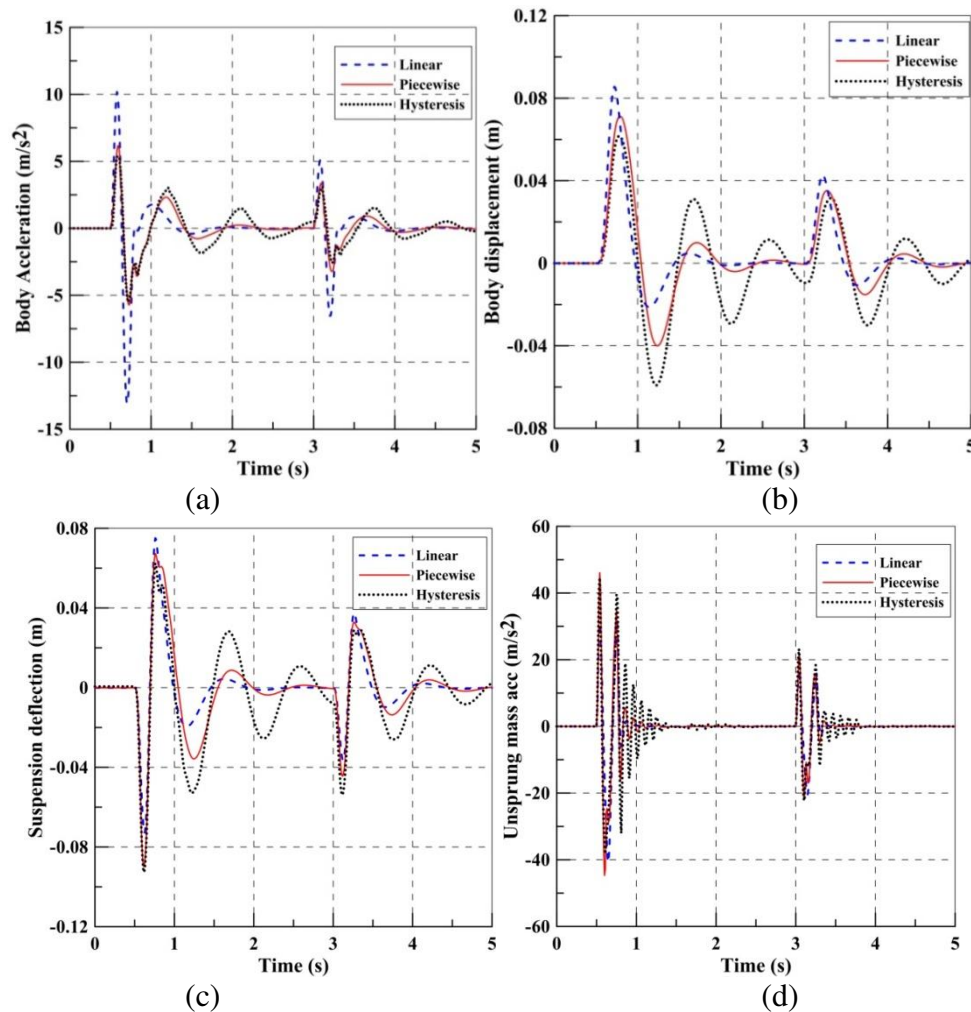 15
10
5
0
-5
-10
-15
Body Accleration (m/s²)
0 1 2 3 4 5
Time (s)
Linear
Piecewise
Hysteresis
(a)
0.12
0.08
0.04
0
-0.04
-0.08
Body displacement (m)
0 1 2 3 4 5
Time (s)
Linear
Piecewise
Hysteresis
(b)
0.08
0.04
0
-0.04
-0.08
-0.12
Suspension deflection (m)
0 1 2 3 4 5
Time (s)
Linear
Piecewise
Hysteresis
(c)
60
40
20
0
-20
-40
-60
Unsprung mass acc (m/s²)
0 1 2 3 4 5
Time (s)
Linear
Piecewise
Hysteresis
(d)